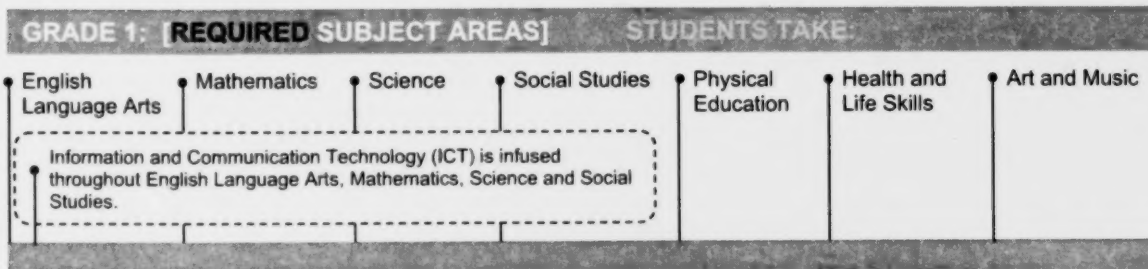 GRADE 1: [REQUIRED SUBJECT AREAS] STUDENTS TAKE:
English
Language Arts
Mathematics
Science
Social Studies
Physical
Education
Health and
Life Skills
Art and Music
Information and Communication Technology (ICT) is infused
throughout English Language Arts, Mathematics, Science and Social
Studies.